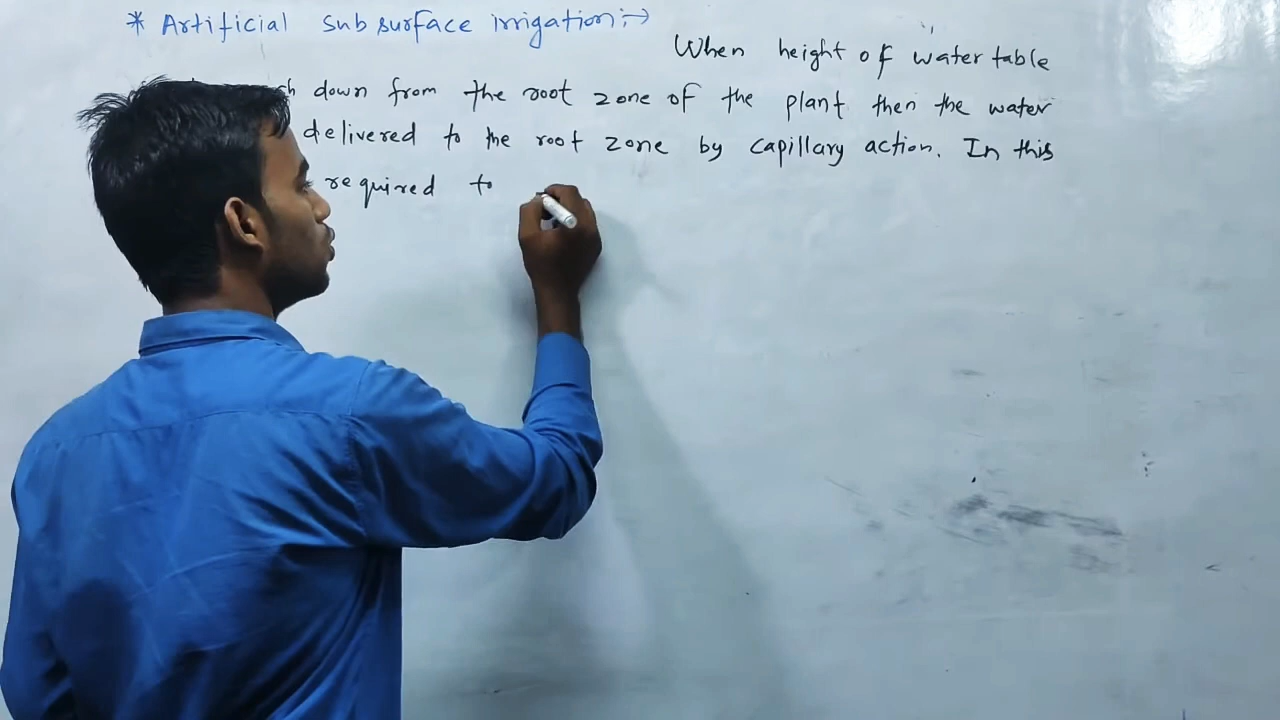 * Artificial sub surface irrigation:→
When height of water table
down from the root zone of the plant then the water
delivered to the root zone by capillary action. In this
required to